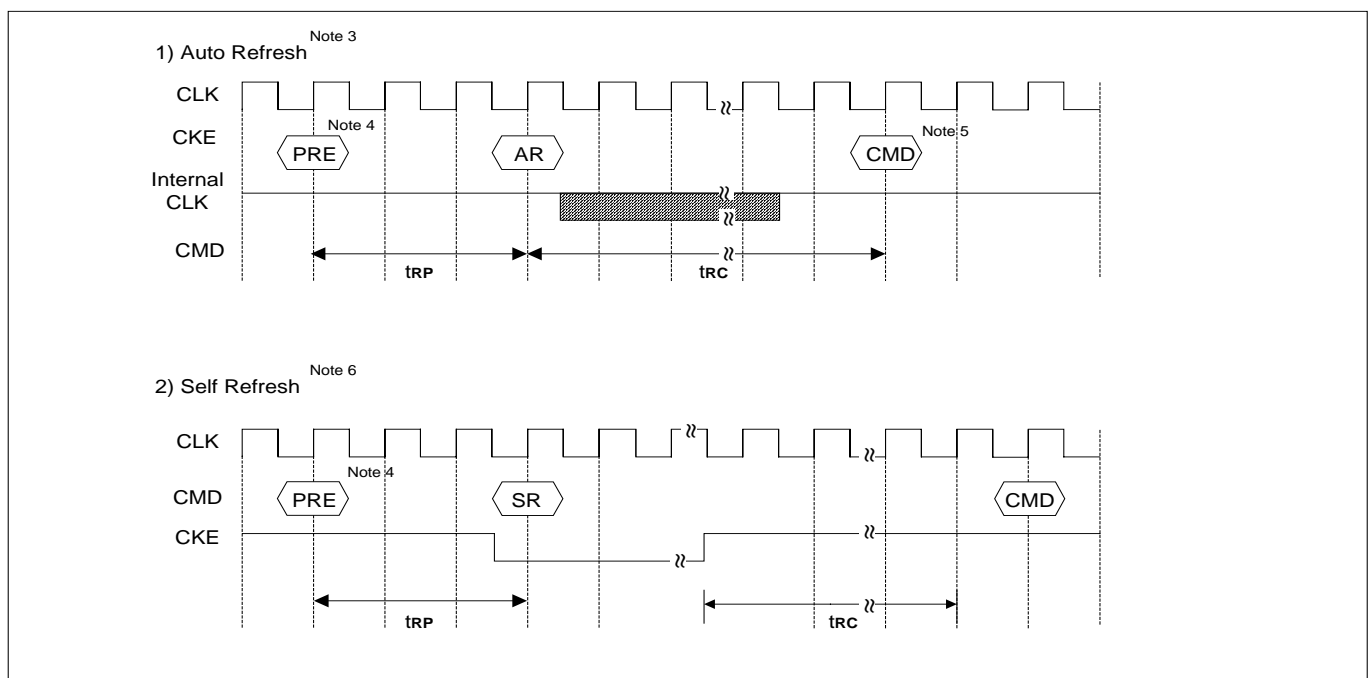 1) Auto Refresh Note 3
CLK
CKE
Note 4
Note 5
PRE
AR
CMD
Internal
CLK
CMD
tRP
tRC
2) Self Refresh Note 6
CLK
Note 4
CMD
PRE
SR
CMD
CKE
tRP
tRC